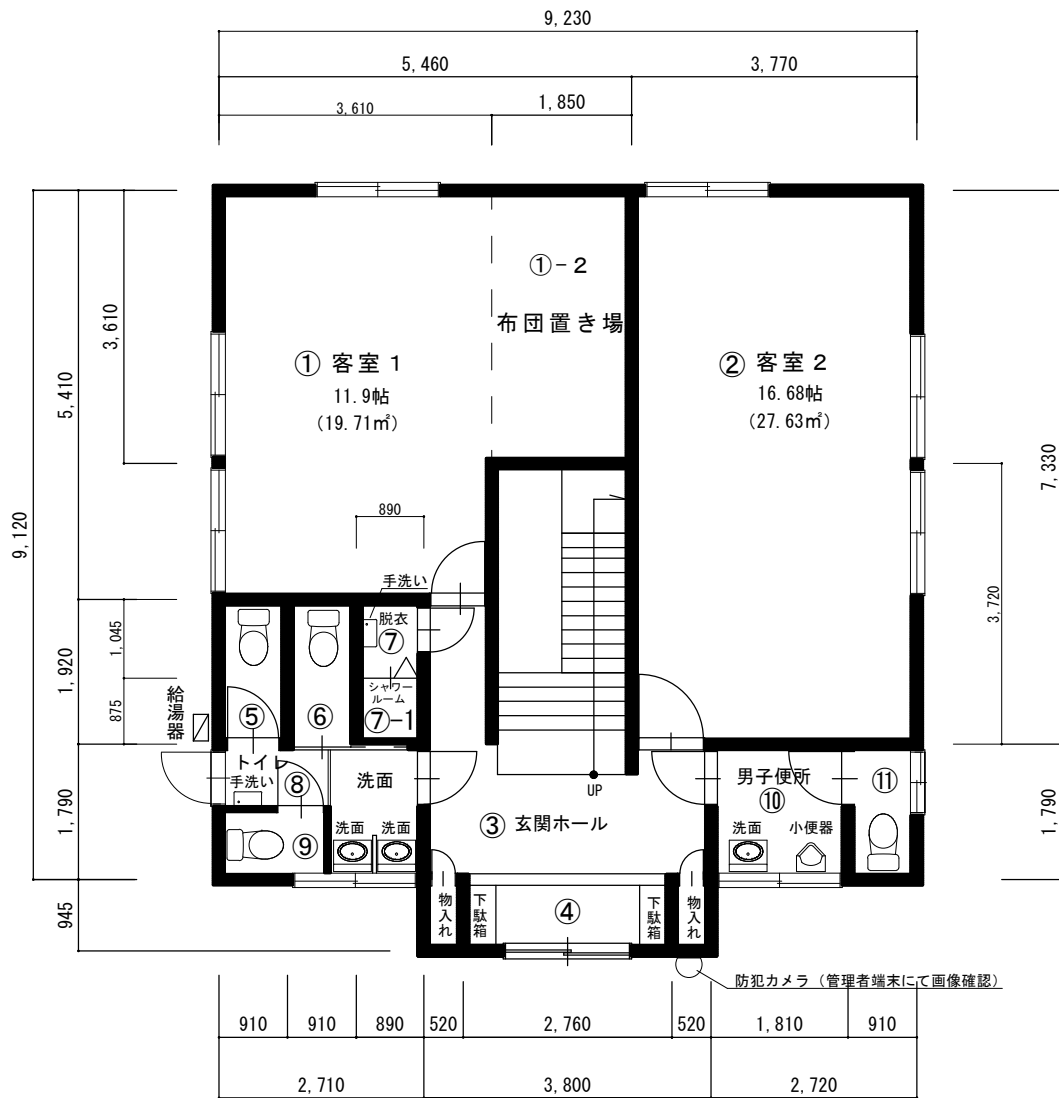 9,230
5,460
3,770
3,610
1,850
①-2
布団置き場
① 客室 1
11.9帖
(19.71㎡)
② 客室 2
16.68帖
(27.63㎡)
3,610
5,410
9,120
7,330
3,720
890
手洗い
脱衣
⑦
シャワー
ルーム
⑦-1
1,045
1,920
875
給湯器
⑤
⑥
トイレ
手洗い
⑧
⑨
洗面
洗面
洗面
UP
③ 玄関ホール
男子便所
⑩
⑪
洗面
小便器
1,790
1,790
945
物入れ
下駄箱
④
下駄箱
物入れ
防犯カメラ (管理者端末にて画像確認)
910
910
890
520
2,760
520
1,810
910
2,710
3,800
2,720